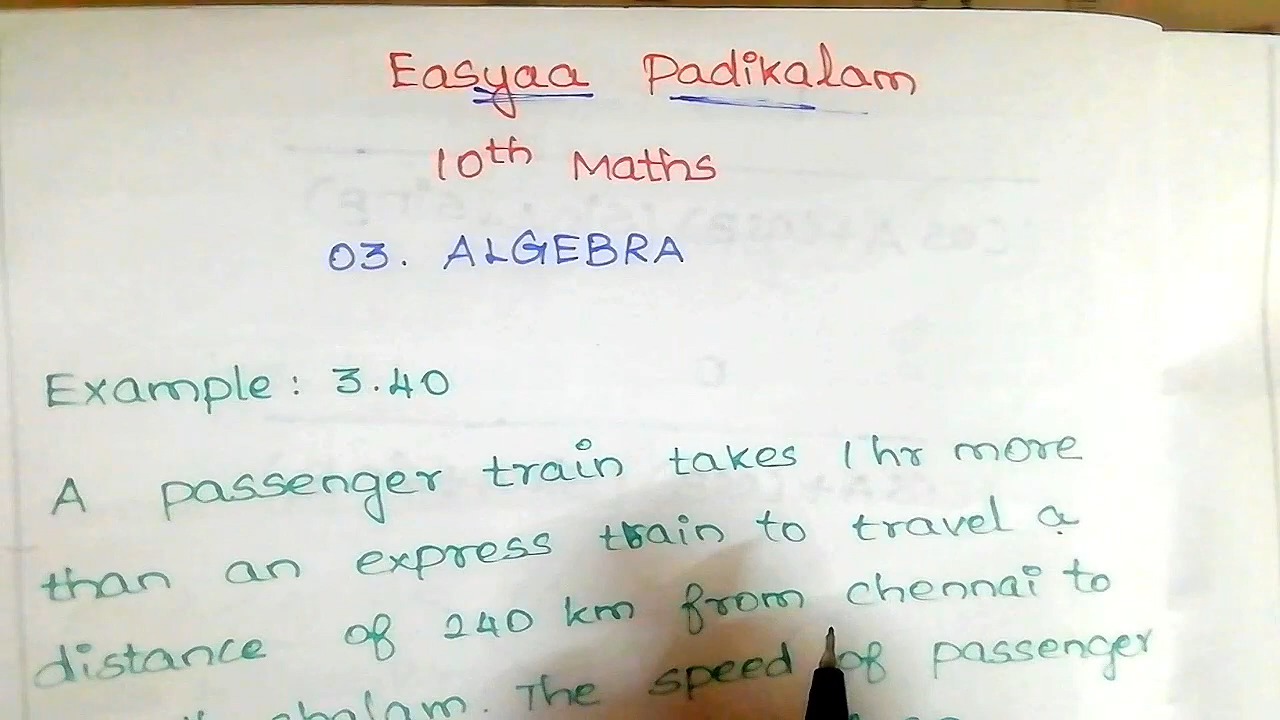 Easyaa Padikalam
10th Maths
03. ALGEBRA
Example: 3.40
A passenger train takes 1 hr more
than an express train to travel a
distance of 240 km from chennai to
The speed of passenger